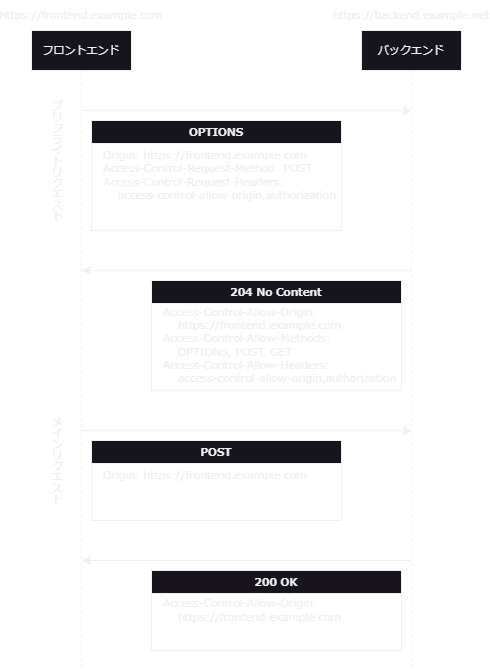 https://frontend.example.com
https://backend.example.net
フロントエンド
バックエンド
プリフライトリクエスト
OPTIONS
Origin: https://frontend.example.com
Access-Control-Request-Method: POST
Access-Control-Request-Headers:
access-control-allow-origin,authorization
204 No Content
Access-Control-Allow-Origin:
https://frontend.example.com
Access-Control-Allow-Methods:
OPTIONS, POST, GET
Access-Control-Allow-Headers:
access-control-allow-origin,authorization
メインリクエスト
POST
Origin: https://frontend.example.com
200 OK
Access-Control-Allow-Origin:
https://frontend.example.com